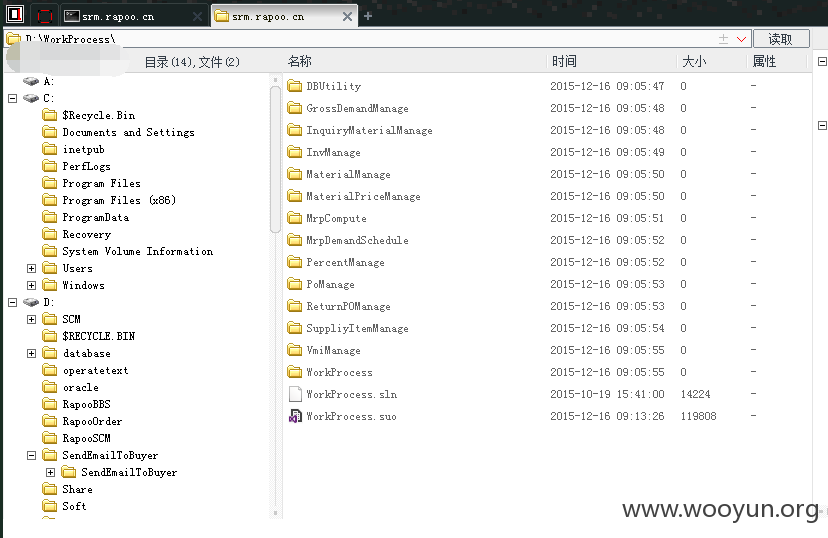 srm.rapoo.cn
srm.rapoo.cn
D:\WorkProcess\
读取
目录(14),文件(2)
名称
时间
大小
属性
A:
C:
$Recycle.Bin
Documents and Settings
inetpub
PerfLogs
Program Files
Program Files (x86)
ProgramData
Recovery
System Volume Information
Users
Windows
D:
SCM
$RECYCLE.BIN
database
operatetext
oracle
RapooBBS
RapooOrder
RapooSCM
SendEmailToBuyer
SendEmailToBuyer
Share
Soft
DBUtility 2015-12-16 09:05:47 0 -
GrossDemandManage 2015-12-16 09:05:48 0 -
InquiryMaterialManage 2015-12-16 09:05:48 0 -
InvManage 2015-12-16 09:05:49 0 -
MaterialManage 2015-12-16 09:05:50 0 -
MaterialPriceManage 2015-12-16 09:05:50 0 -
MrpCompute 2015-12-16 09:05:51 0 -
MrpDemandSchedule 2015-12-16 09:05:52 0 -
PercentManage 2015-12-16 09:05:52 0 -
PoManage 2015-12-16 09:05:53 0 -
ReturnPOManage 2015-12-16 09:05:53 0 -
SuppliyItemManage 2015-12-16 09:05:54 0 -
VmiManage 2015-12-16 09:05:55 0 -
WorkProcess 2015-12-16 09:05:55 0 -
WorkProcess.sln 2015-10-19 15:41:00 14224 -
WorkProcess.suo 2015-12-16 09:13:26 119808 -
www.wooyun.org